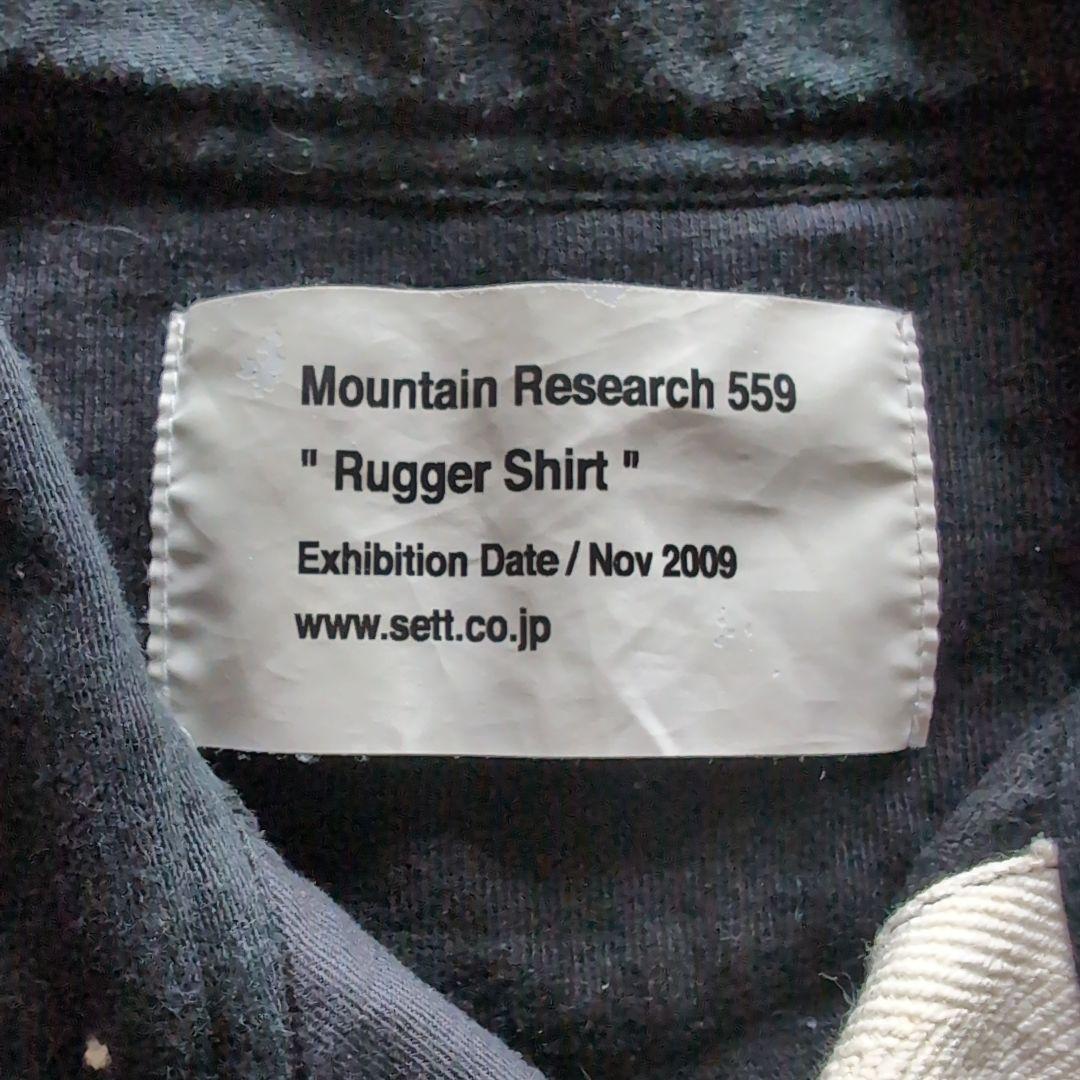 Mountain Research 559
" Rugger Shirt "
Exhibition Date / Nov 2009
www.sett.co.jp